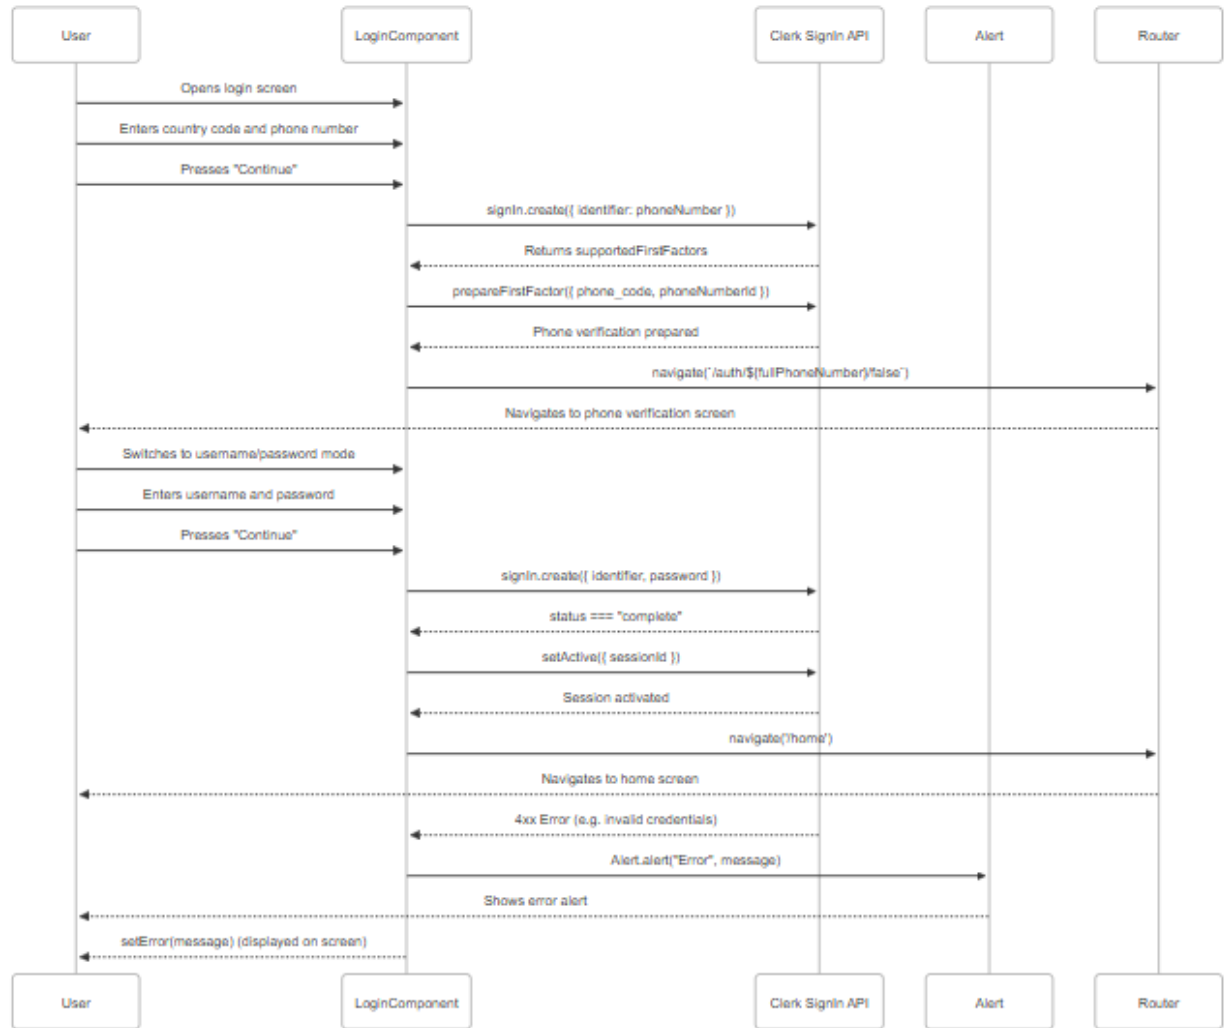 User
LoginComponent
Clerk SignIn API
Alert
Router
Opens login screen
Enters country code and phone number
Presses "Continue"
signIn.create({ identifier: phoneNumber })
Returns supportedFirstFactors
prepareFirstFactor({ phone_code, phoneNumberId })
Phone verification prepared
navigate(`/auth/${fullPhoneNumber}/false`)
Navigates to phone verification screen
Switches to username/password mode
Enters username and password
Presses "Continue"
signIn.create({ identifier, password })
status === "complete"
setActive({ sessionId })
Session activated
navigate('/home')
Navigates to home screen
4xx Error (e.g. invalid credentials)
Alert.alert("Error", message)
Shows error alert
setError(message) (displayed on screen)
User
LoginComponent
Clerk SignIn API
Alert
Router